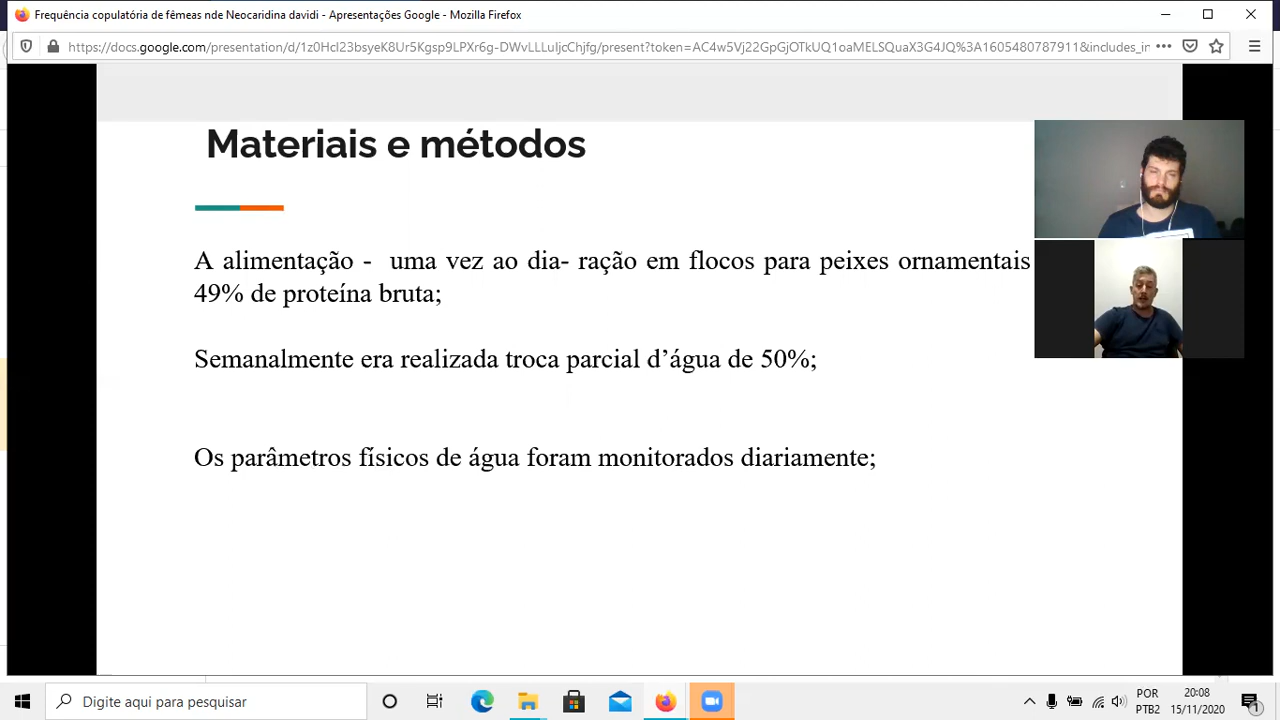 Frequência copulatória de fêmeas nde Neocaridina davidi - Apresentações Google - Mozilla Firefox
https://docs.google.com/presentation/d/1z0HcI23bsyeK8Ur5Kgsp9LPXr6g-DWvLLLuljcChjfg/present?token=AC4w5Vj22GpGjOTkUQ1oaMELSQuaX3G4JQ%3A1605480787911&includes_in
Materiais e métodos
A alimentação - uma vez ao dia- ração em flocos para peixes ornamentais
49% de proteína bruta;
Semanalmente era realizada troca parcial d’água de 50%;
Os parâmetros físicos de água foram monitorados diariamente;
Digite aqui para pesquisar
POR
PTB2
20:08
15/11/2020
1